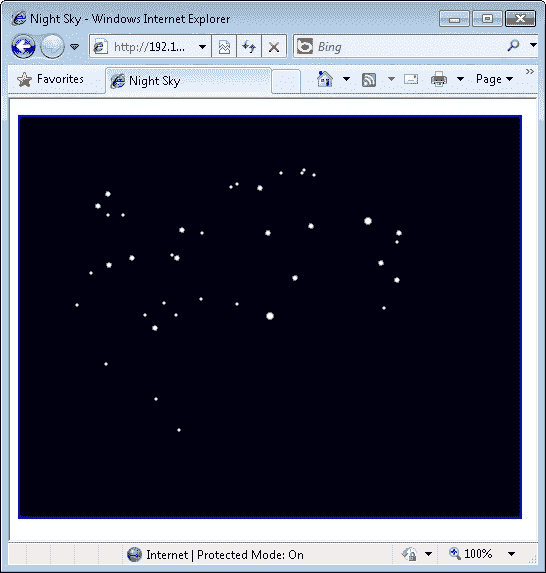 Night Sky - Windows Internet Explorer
http://192.1...
Bing
Favorites
Night Sky
Page
»
Internet | Protected Mode: On
100%